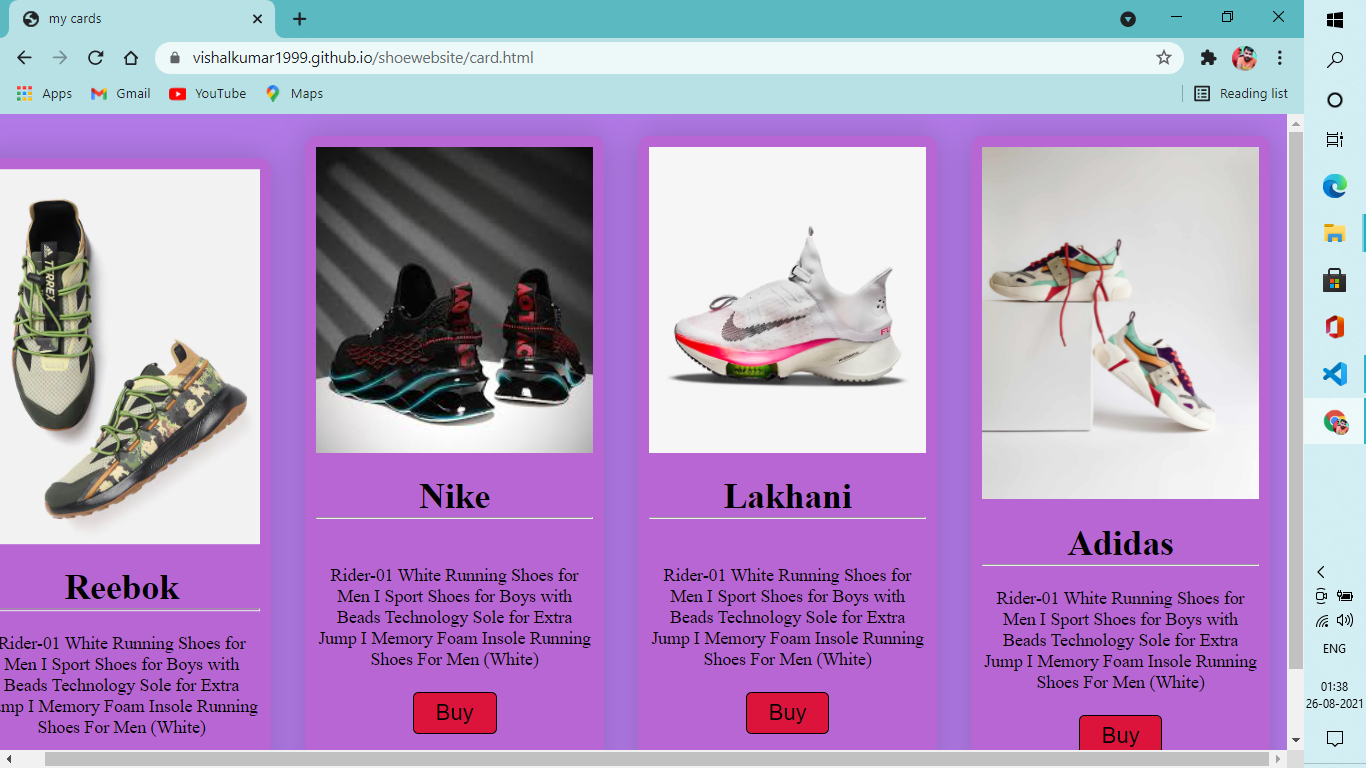 my cards
vishalkumar1999.github.io/shoewebsite/card.html
Apps
Gmail
YouTube
Maps
Reading list
TERREX
Reebok
Rider-01 White Running Shoes for
Men I Sport Shoes for Boys with
Beads Technology Sole for Extra
mp I Memory Foam Insole Running
Shoes For Men (White)
Nike
Rider-01 White Running Shoes for
Men I Sport Shoes for Boys with
Beads Technology Sole for Extra
Jump I Memory Foam Insole Running
Shoes For Men (White)
Buy
Lakhani
Rider-01 White Running Shoes for
Men I Sport Shoes for Boys with
Beads Technology Sole for Extra
Jump I Memory Foam Insole Running
Shoes For Men (White)
Buy
Adidas
Rider-01 White Running Shoes for
Men I Sport Shoes for Boys with
Beads Technology Sole for Extra
Jump I Memory Foam Insole Running
Shoes For Men (White)
Buy
ENG
01:38
26-08-2021